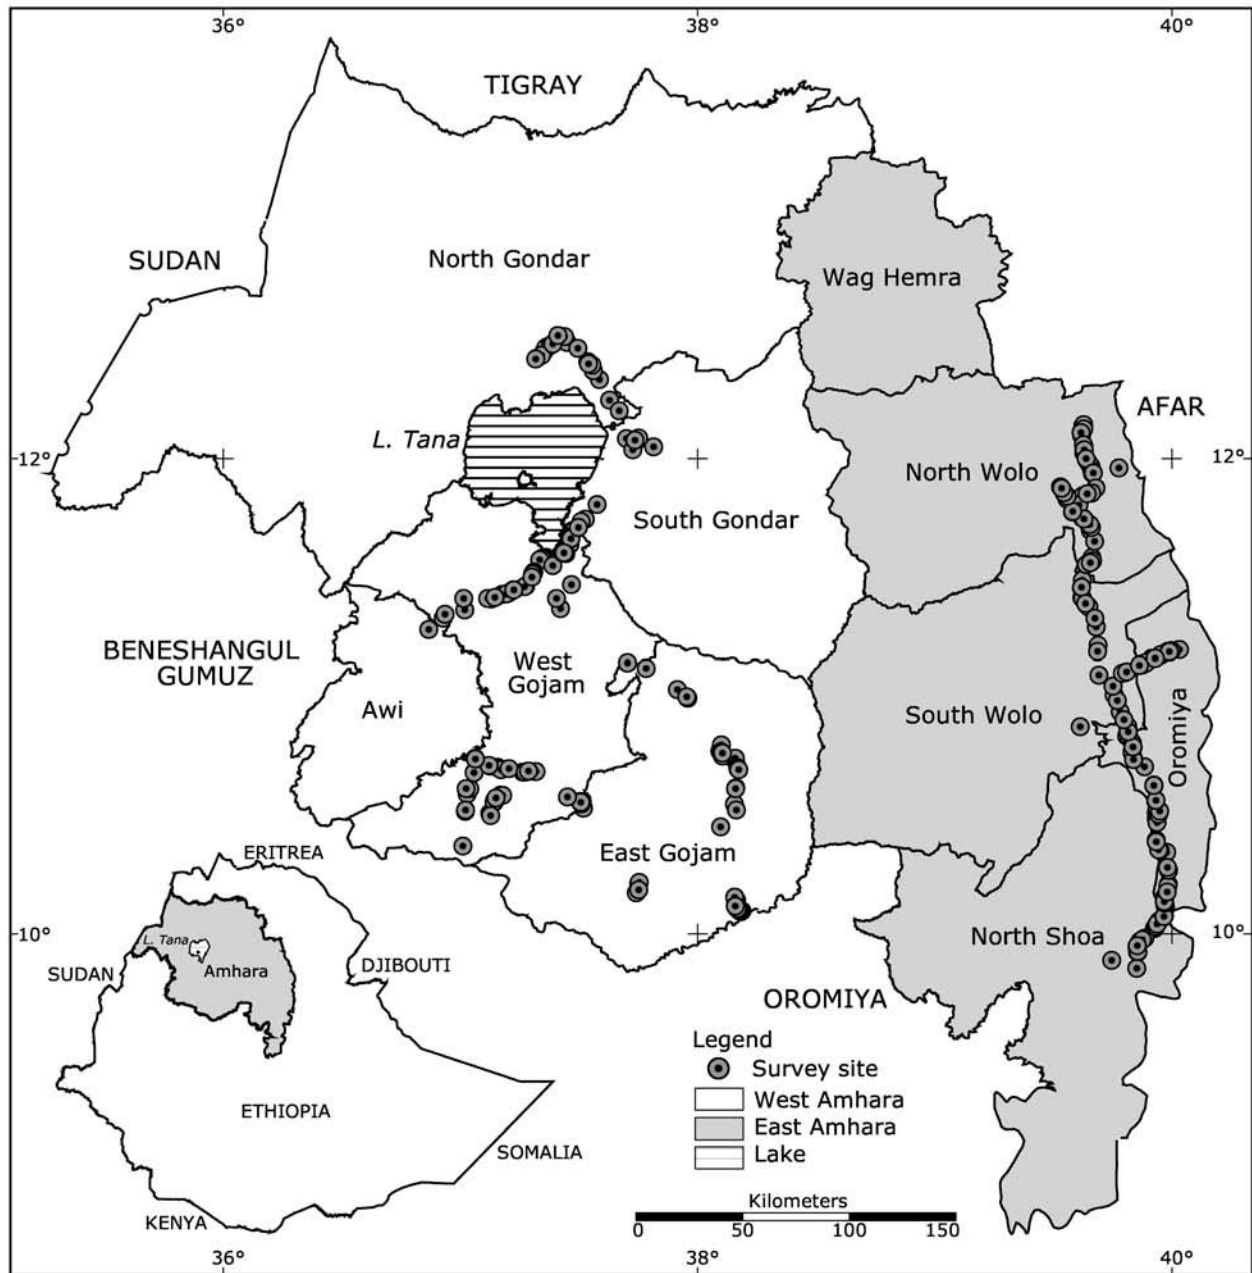 36°
38°
40°
TIGRAY
SUDAN
North Gondar
Wag Hemra
AFAR
L. Tana
12°
12°
North Wolo
South Gondar
BENESHANGUL
GUMUZ
West
Gojam
Awi
South Wolo
Oromiya
East Gojam
ERITREA
10°
10°
L. Tana
North Shoa
SUDAN
Amhara
DJIBOUTI
OROMIYA
Legend
Survey site
West Amhara
East Amhara
Lake
ETHIOPIA
SOMALIA
KENYA
Kilometers
0 50 100 150
36°
38°
40°